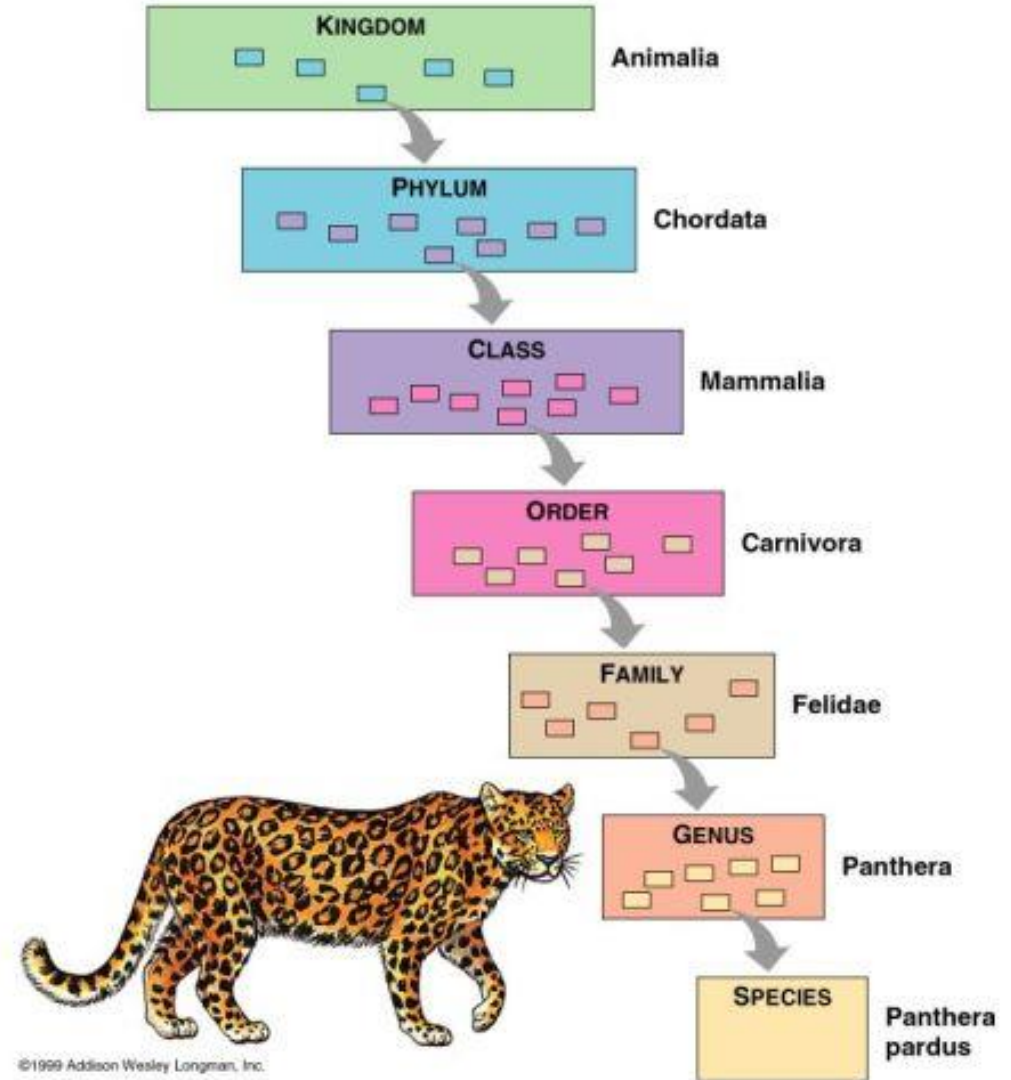 KINGDOM
Animalia
PHYLUM
Chordata
CLASS
Mammalia
ORDER
Carnivora
FAMILY
Felidae
GENUS
Panthera
SPECIES
Panthera
pardus
©1999 Addison Wesley Longman, Inc.